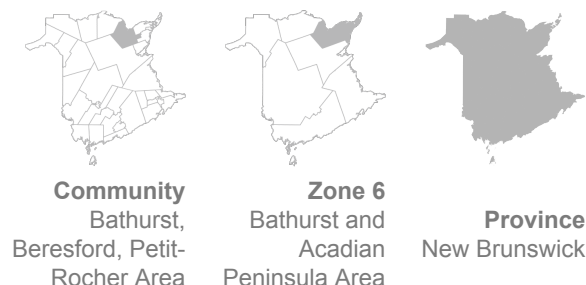 Community
Bathurst,
Beresford, Petit-
Rocher Area
Zone 6
Bathurst and
Acadian
Peninsula Area
Province
New Brunswick